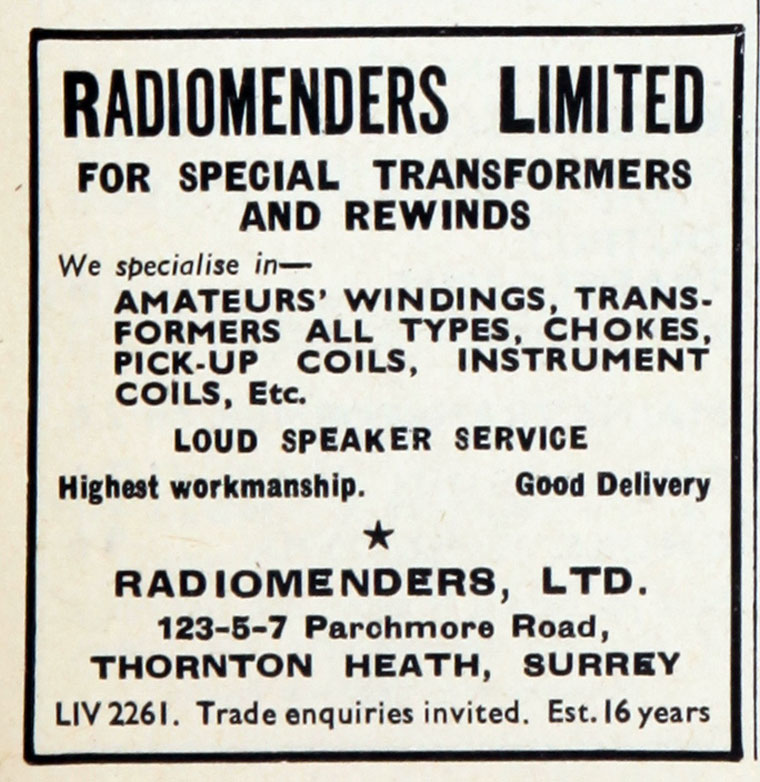 RADIOMENDERS LIMITED
FOR SPECIAL TRANSFORMERS
AND REWINDS
We specialise in—
AMATEURS' WINDINGS, TRANS-
FORMERS ALL TYPES, CHOKES,
PICK-UP COILS, INSTRUMENT
COILS, Etc.
LOUD SPEAKER SERVICE
Highest workmanship. Good Delivery
★
RADIOMENDERS, LTD.
123-5-7 Parchmore Road,
THORNTON HEATH, SURREY
LIV 2261. Trade enquiries invited. Est. 16 years